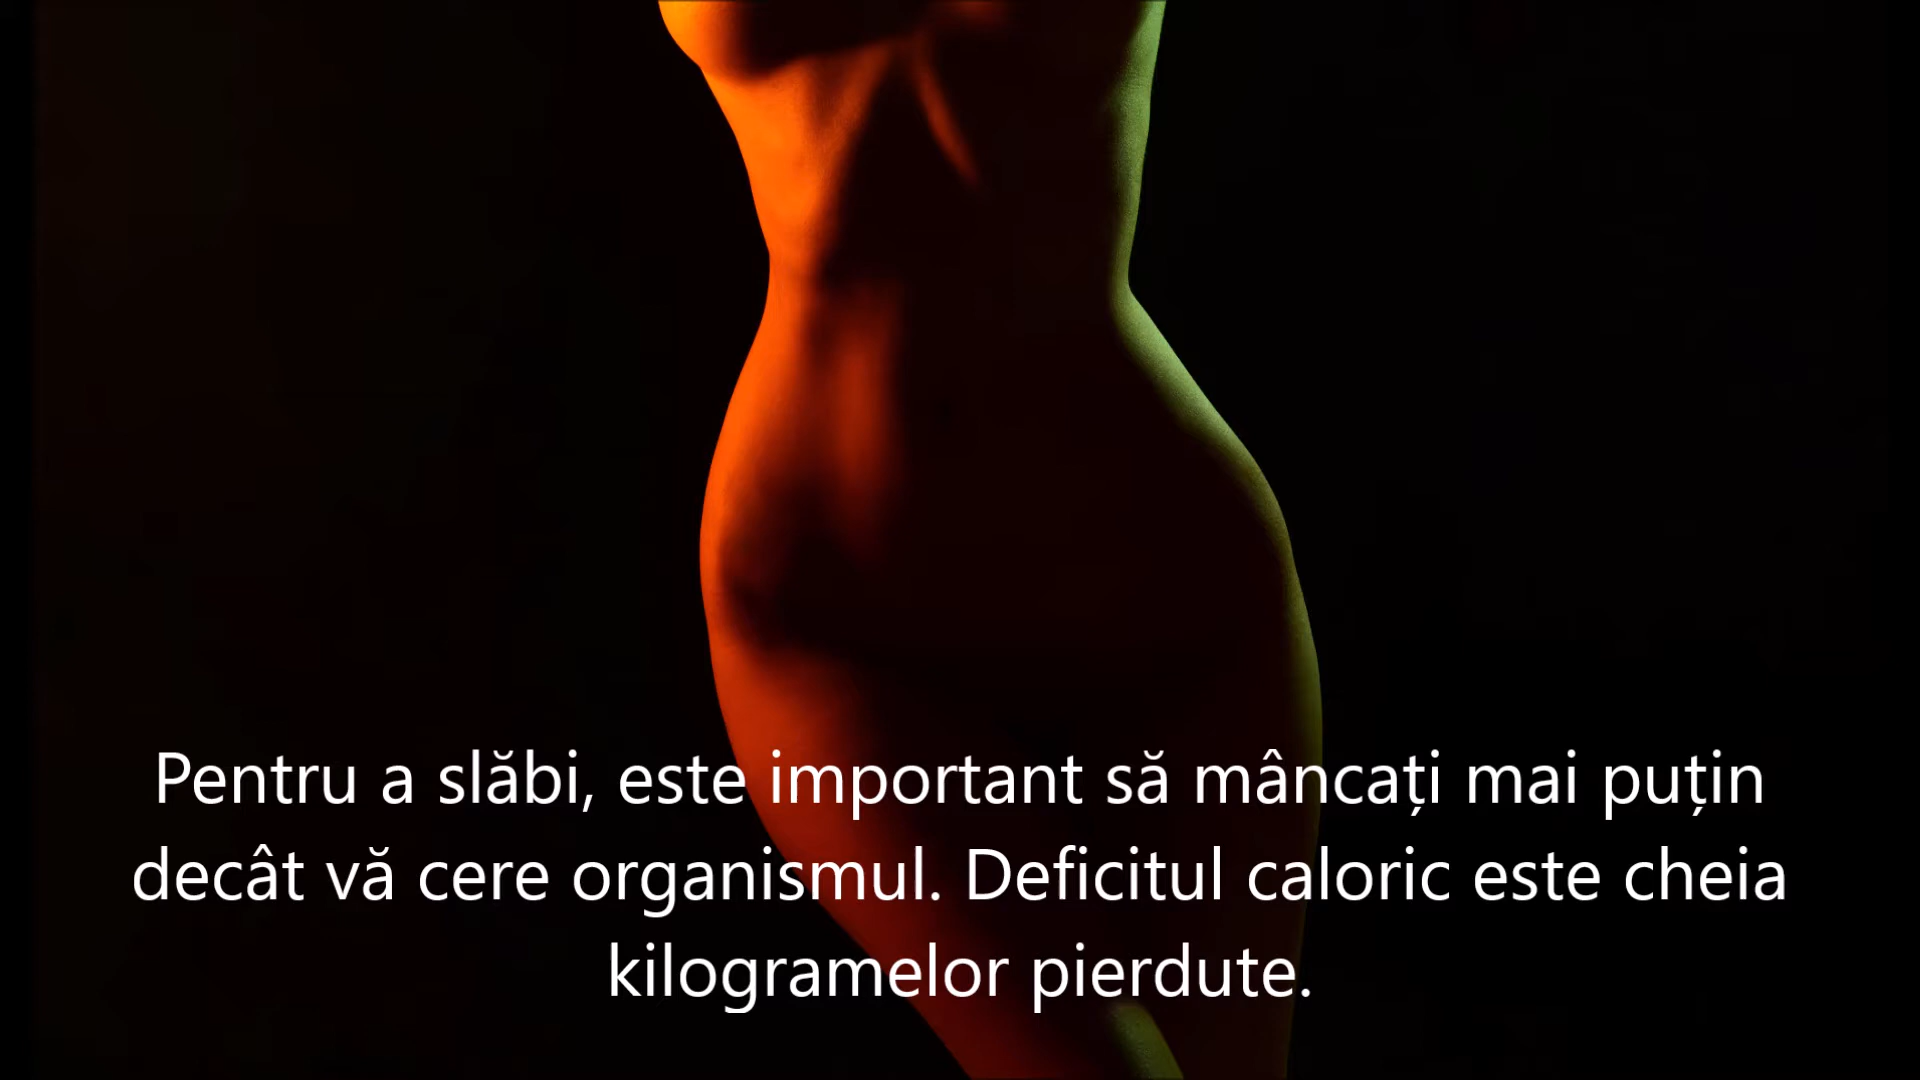 Pentru a slăbi, este important să mâncați mai puțin
decât vă cere organismul. Deficitul caloric este cheia
kilogramelor pierdute.